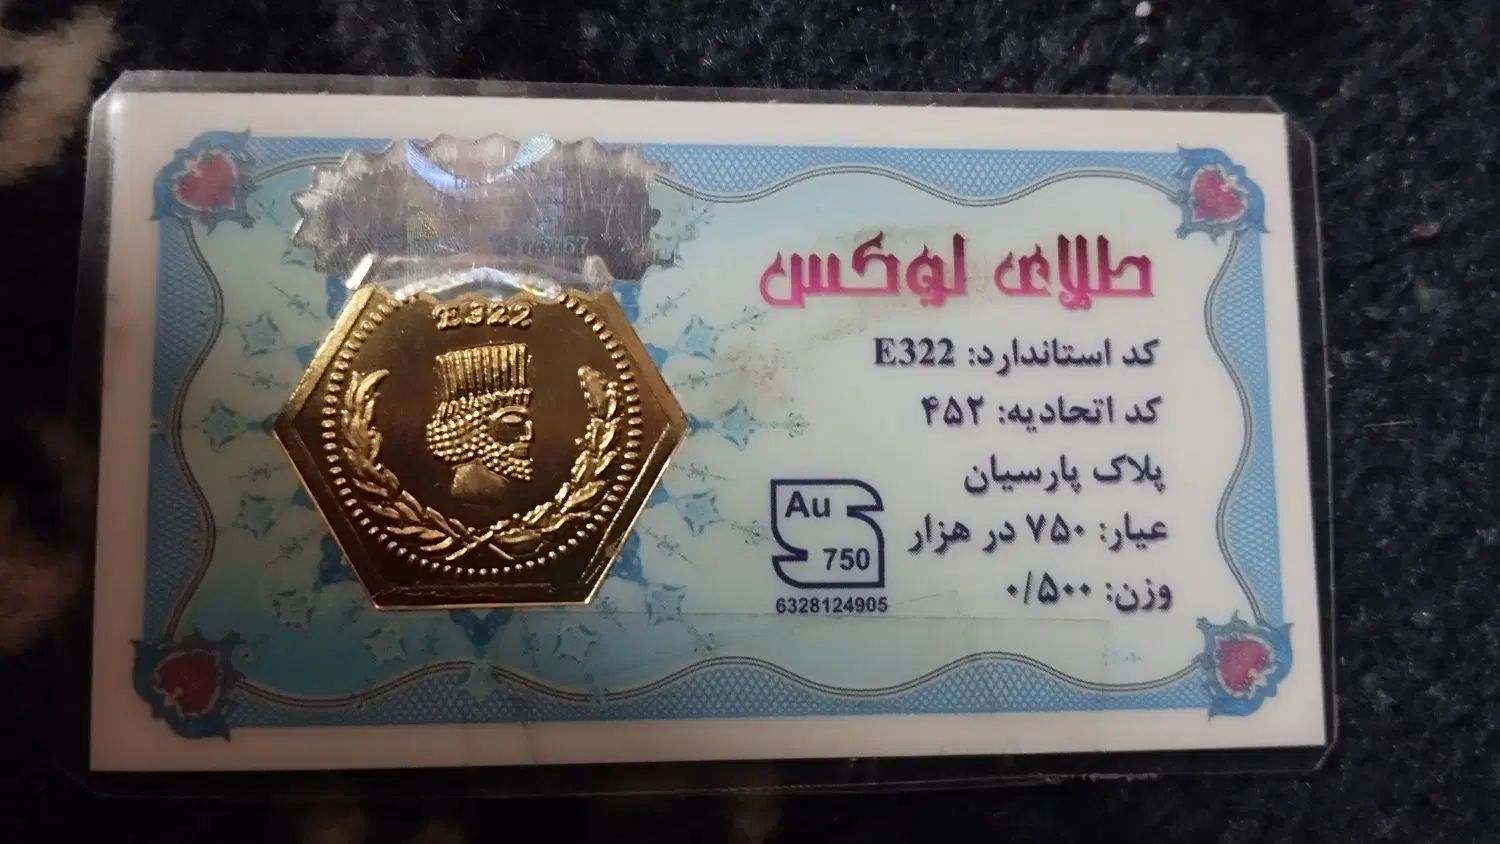 طلای لوکس
کد استاندارد: E322
کد اتحادیه: ۴۵۲
پلاک پارسیان
عیار: ۷۵۰ در هزار
وزن: ۰/۵۰۰
Au
750
6328124905
E322